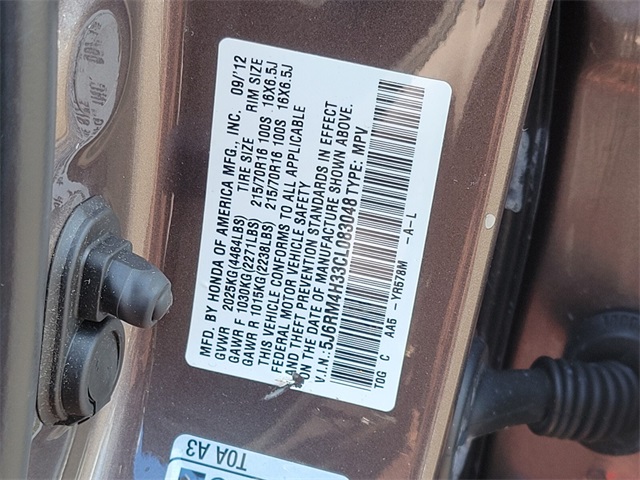 MFD. BY HONDA OF AMERICA MFG., INC. 09/'12
GVWR 2025KG(4464LBS) TIRE SIZE RIM SIZE
GAWR F 1030KG(2271LBS) 215/70R16 100S 16X6.5J
GAWR R 1015KG(2238LBS) 215/70R16 100S 16X6.5J
THIS VEHICLE CONFORMS TO ALL APPLICABLE
FEDERAL MOTOR VEHICLE SAFETY
AND THEFT PREVENTION STANDARDS IN EFFECT
ON THE DATE OF MANUFACTURE SHOWN ABOVE.
V.I.N.: 5J6RM4H33CL083048 TYPE: MPV
T0G C AA6 - YR578M -A-L
T0A A3